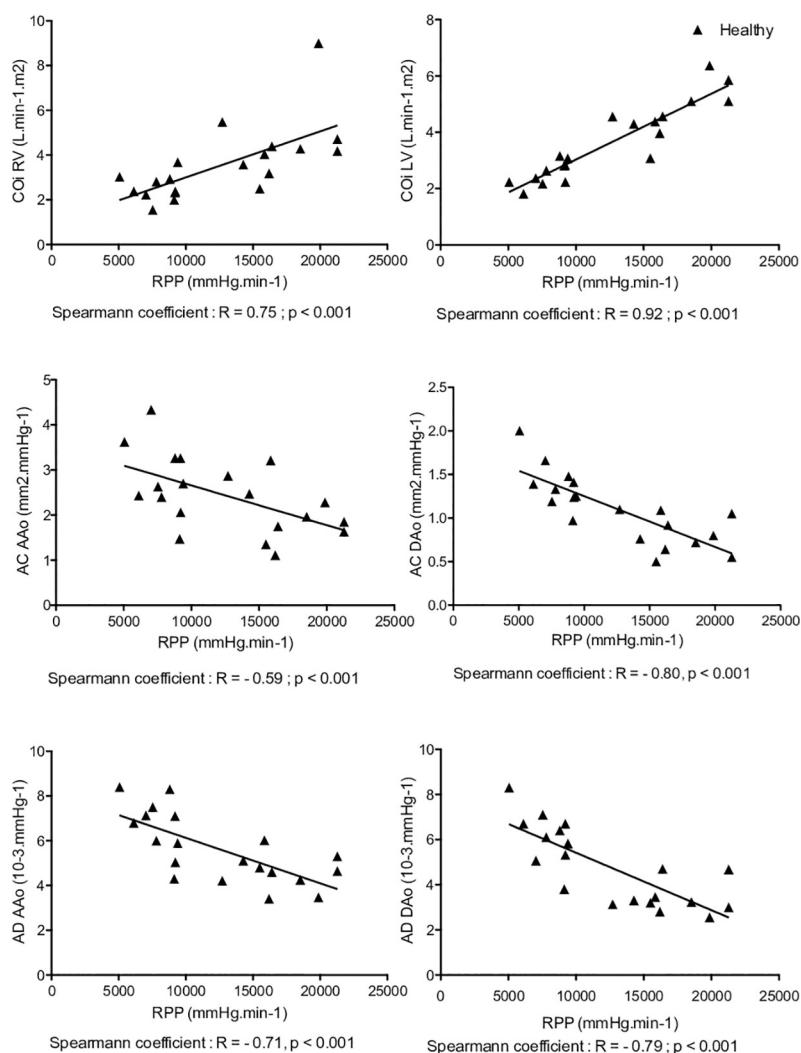 10
8
6
4
2
0
COi RV (L.min-1.m2)
0 5000 10000 15000 20000 25000
RPP (mmHg.min-1)
Spearmann coefficient : R = 0.75 ; p < 0.001
8
6
4
2
0
COi LV (L.min-1.m2)
Healthy
0 5000 10000 15000 20000 25000
RPP (mmHg.min-1)
Spearmann coefficient : R = 0.92 ; p < 0.001
5
4
3
2
1
0
AC AAo (mm2.mmHg-1)
0 5000 10000 15000 20000 25000
RPP (mmHg.min-1)
Spearmann coefficient : R = - 0.59 ; p < 0.001
2.5
2.0
1.5
1.0
0.5
0.0
AC DAo (mm2.mmHg-1)
0 5000 10000 15000 20000 25000
RPP (mmHg.min-1)
Spearmann coefficient : R = - 0.80, p < 0.001
10
8
6
4
2
0
AD AAo (10-3.mmHg-1)
0 5000 10000 15000 20000 25000
RPP (mmHg.min-1)
Spearmann coefficient : R = - 0.71, p < 0.001
10
8
6
4
2
0
AD DAo (10-3.mmHg-1)
0 5000 10000 15000 20000 25000
RPP (mmHg.min-1)
Spearmann coefficient : R = - 0.79 ; p < 0.001